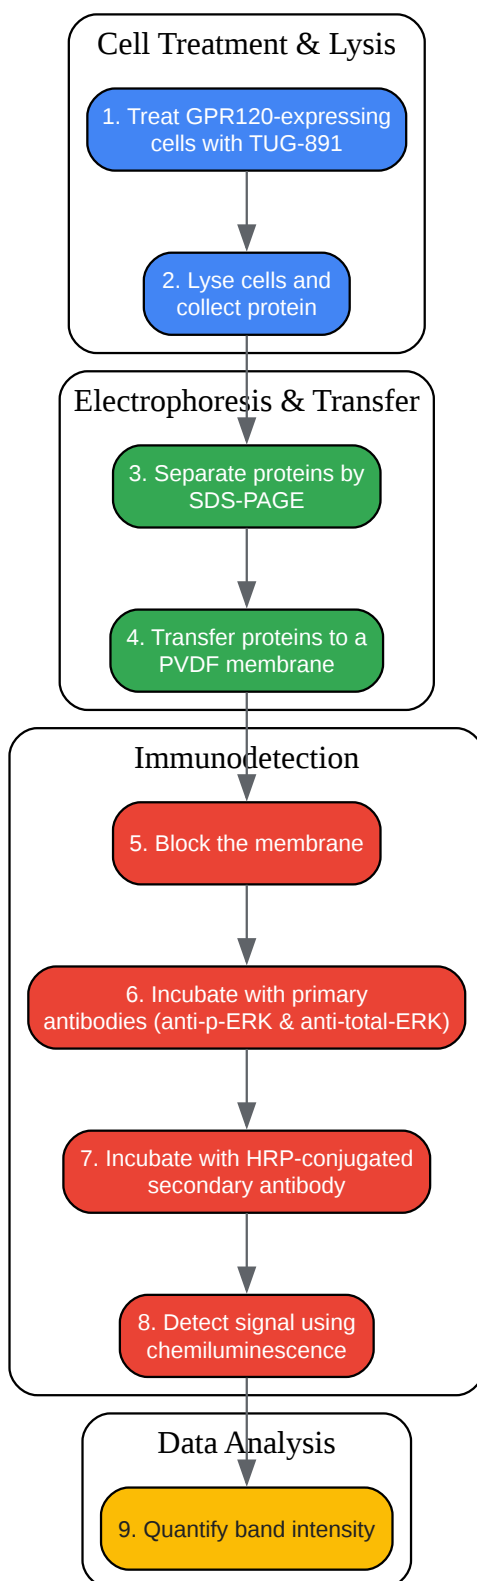 Cell Treatment & Lysis
1. Treat GPR120-expressing
cells with TUG-891
2. Lyse cells and
collect protein
Electrophoresis & Transfer
3. Separate proteins by
SDS-PAGE
4. Transfer proteins to a
PVDF membrane
Immunodetection
5. Block the membrane
6. Incubate with primary
antibodies (anti-p-ERK & anti-total-ERK)
7. Incubate with HRP-conjugated
secondary antibody
8. Detect signal using
chemiluminescence
Data Analysis
9. Quantify band intensity